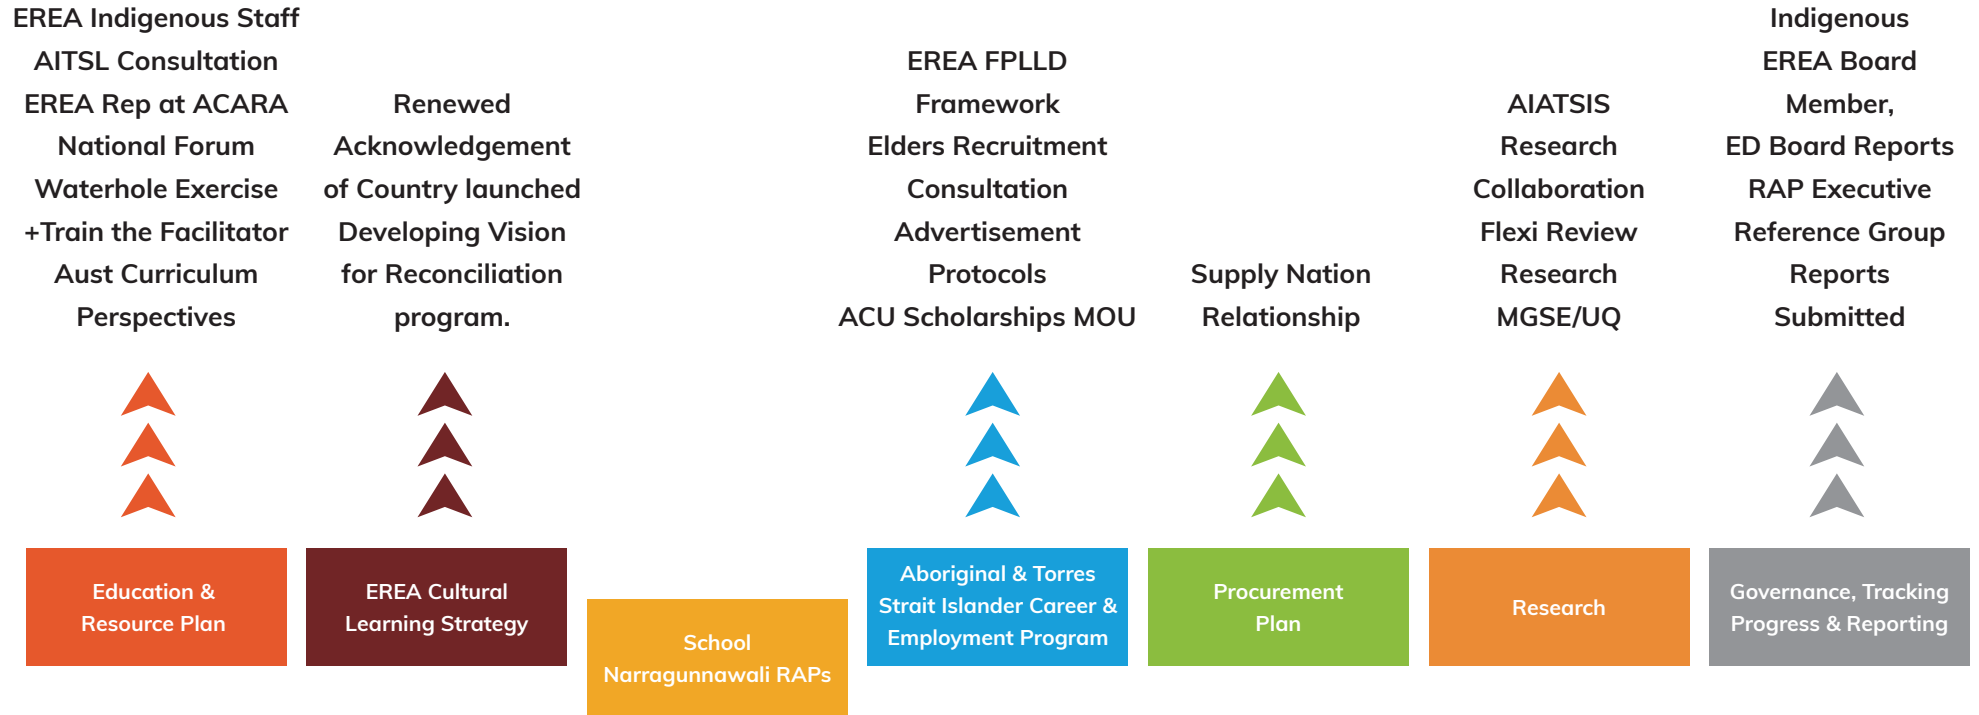 EREA Indigenous Staff
AITSL Consultation
EREA Rep at ACARA
National Forum
Waterhole Exercise
+Train the Facilitator
Aust Curriculum
Perspectives
Renewed
Acknowledgement
of Country launched
Developing Vision
for Reconciliation
program.
EREA FPLLD
Framework
Elders Recruitment
Consultation
Advertisement
Protocols
ACU Scholarships MOU
Supply Nation
Relationship
AIATSIS
Research
Collaboration
Flexi Review
Research
MGSE/UQ
Indigenous
EREA Board
Member,
ED Board Reports
RAP Executive
Reference Group
Reports
Submitted
Education &
Resource Plan
EREA Cultural
Learning Strategy
School
Narragunnawali RAPs
Aboriginal & Torres
Strait Islander Career &
Employment Program
Procurement
Plan
Research
Governance, Tracking
Progress & Reporting